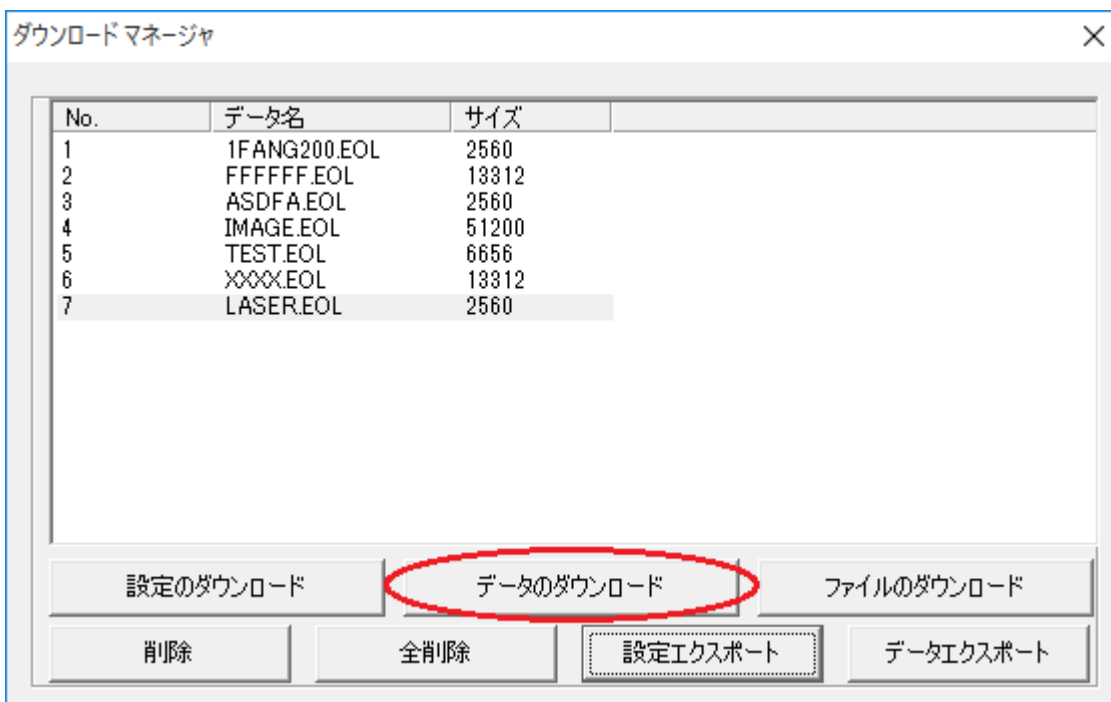 ダウンロード マネージャ
No. データ名 サイズ
1 1FANG200.EOL 2560
2 FFFFFF.EOL 13312
3 ASDFA.EOL 2560
4 IMAGE.EOL 51200
5 TEST.EOL 6656
6 XXXX.EOL 13312
7 LASER.EOL 2560
設定のダウンロード データのダウンロード ファイルのダウンロード
削除 全削除 設定エクスポート データエクスポート